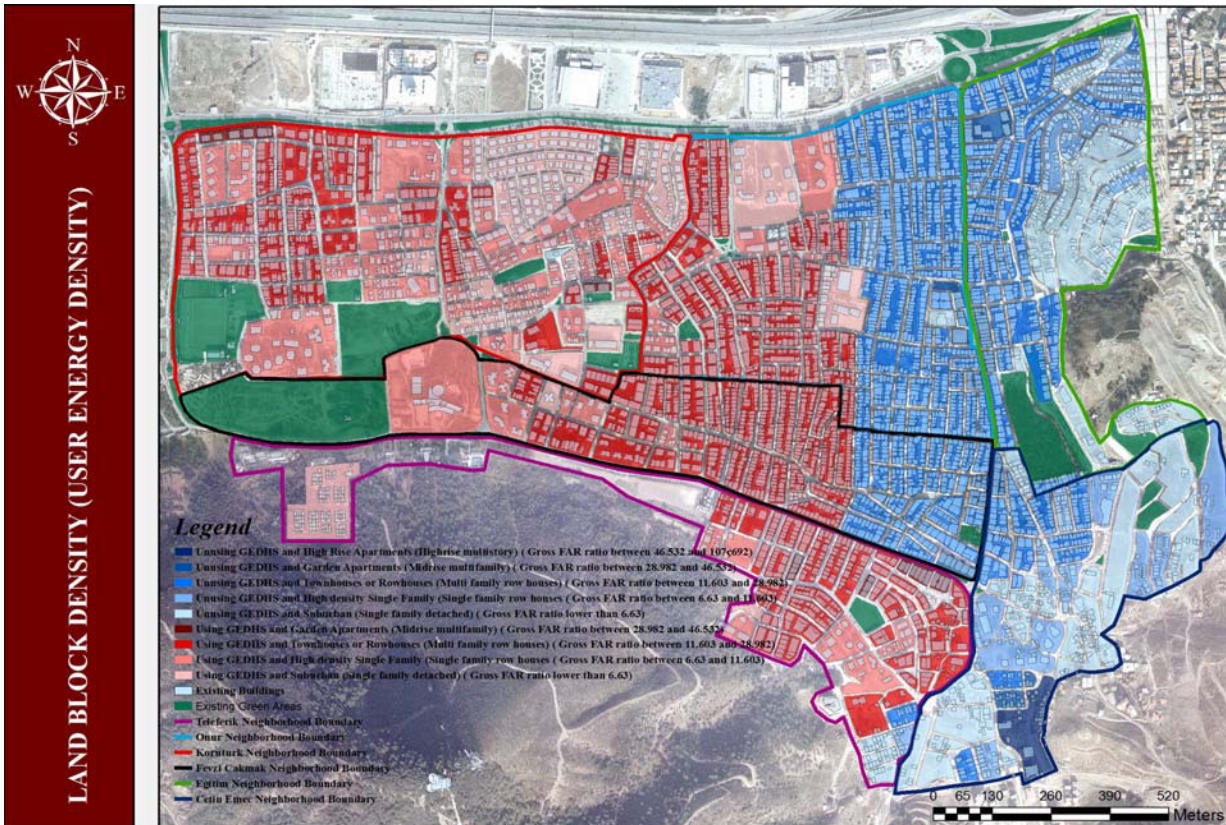 N
W E
S
LAND BLOCK DENSITY (USER ENERGY DENSITY)
Legend
Unusing GEDHS and High Rise Apartments (Highrise multistory) ( Gross FAR ratio between 46.532 and 107ç692)
Unusing GEDHS and Garden Apartments (Midrise multifamily) ( Gross FAR ratio between 28.982 and 46.532)
Unusing GEDHS and Townhouses or Rowhouses (Multi family row houses) ( Gross FAR ratio between 11.603 and 28.982)
Unusing GEDHS and High density Single Family (Single family row houses ( Gross FAR ratio between 6.63 and 11.603)
Unusing GEDHS and Suburban (Single family detached) ( Gross FAR ratio lower than 6.63)
Using GEDHS and Garden Apartments (Midrise multifamily) ( Gross FAR ratio between 28.982 and 46.532)
Using GEDHS and Townhouses or Rowhouses (Multi family row houses) ( Gross FAR ratio between 11.603 and 28.982)
Using GEDHS and High density Single Family (Single family row houses ( Gross FAR ratio between 6.63 and 11.603)
Using GEDHS and Suburban (Single family detached) ( Gross FAR ratio lower than 6.63)
Existing Buildings
Existing Green Areas
Teleferik Neighborhood Boundary
Onur Neighborhood Boundary
Koruturk Neighborhood Boundary
Fevzi Cakmak Neighborhood Boundary
Egitim Neighborhood Boundary
Cetin Emec Neighborhood Boundary
0 65 130 260 390 520
Meters